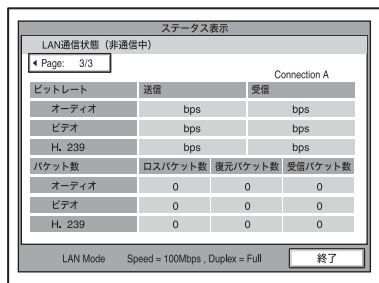 ステータス表示
LAN通信状態（非通信中）
Page: 3/3
Connection A
ビットレート 送信 受信
オーディオ bps bps
ビデオ bps bps
H. 239 bps bps
パケット数 ロスパケット数 復元パケット数 受信パケット数
オーディオ 0 0 0
ビデオ 0 0 0
H. 239 0 0 0
LAN Mode Speed = 100Mbps , Duplex = Full 終了